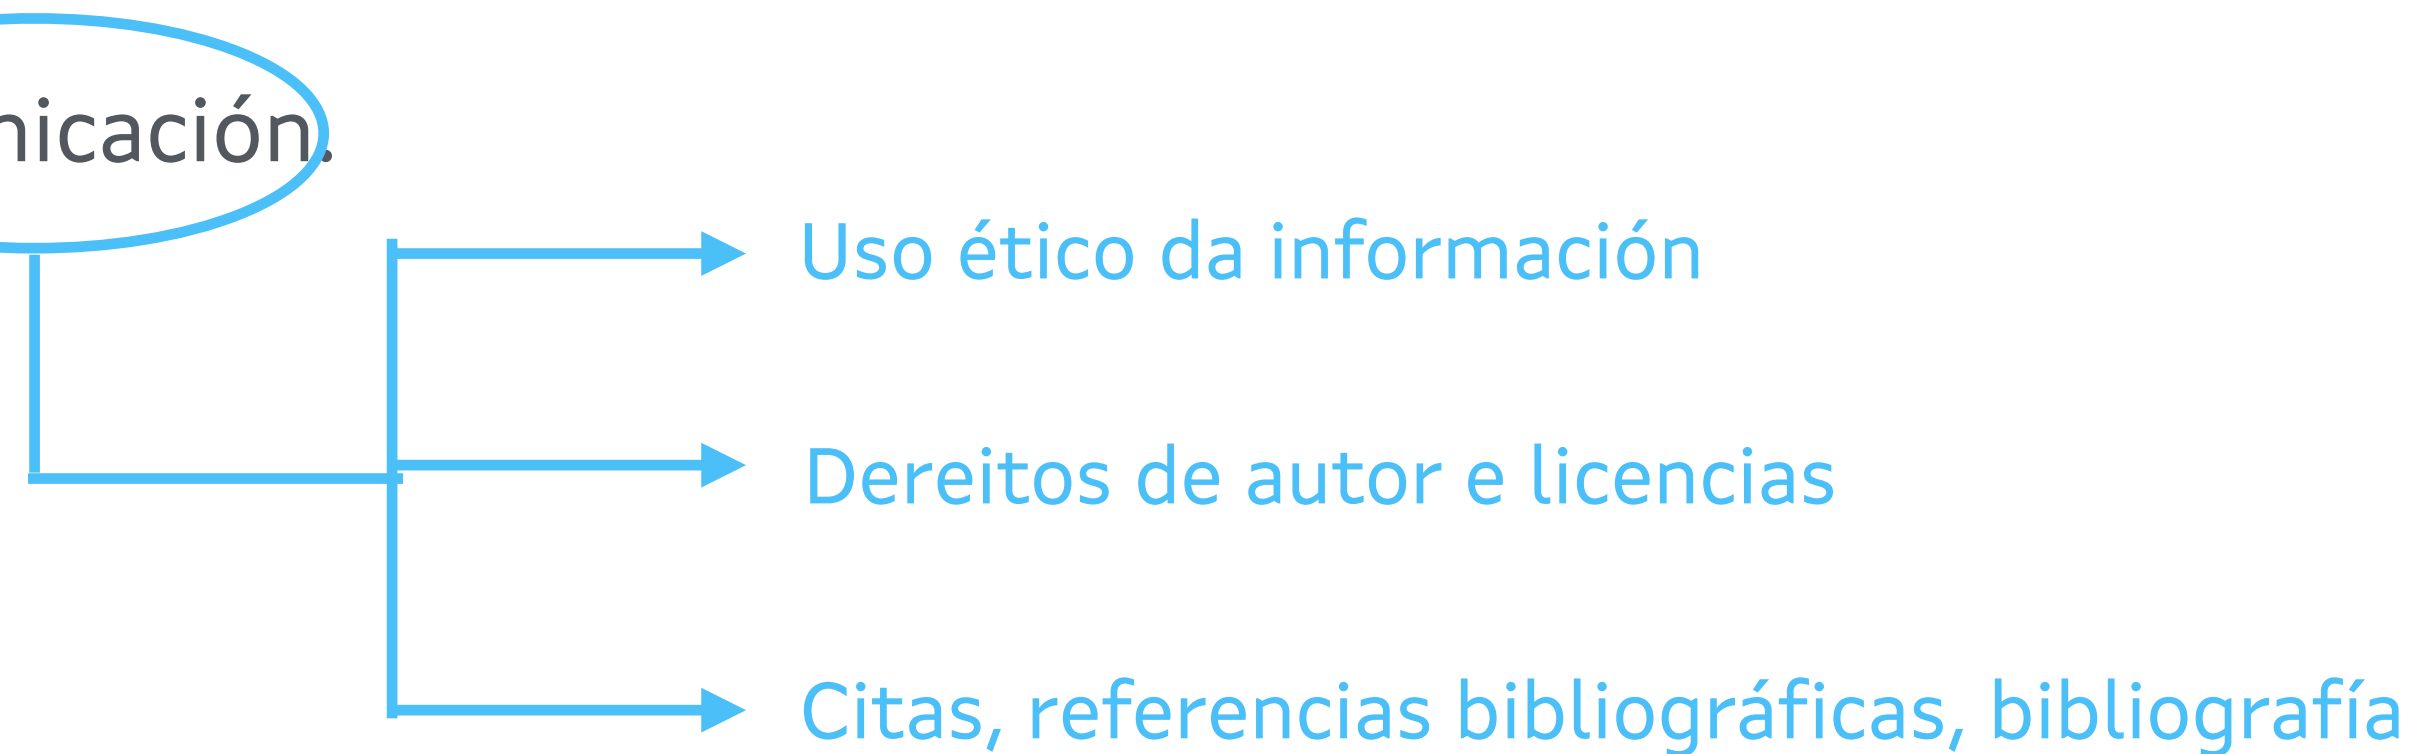 nicación.
Uso ético da información
Dereitos de autor e licencias
Citas, referencias bibliográficas, bibliografía